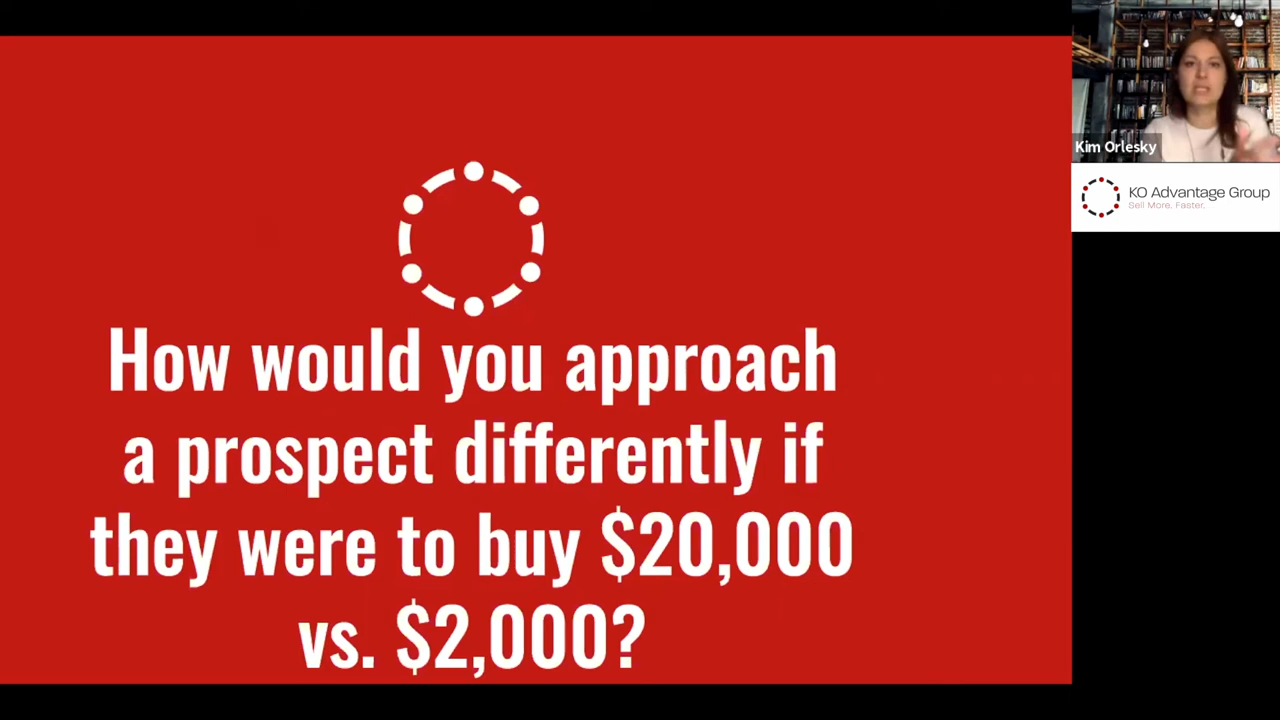 How would you approach
a prospect differently if
they were to buy $20,000
vs. $2,000?
Kim Orlesky
KO Advantage Group
Sell More. Faster.